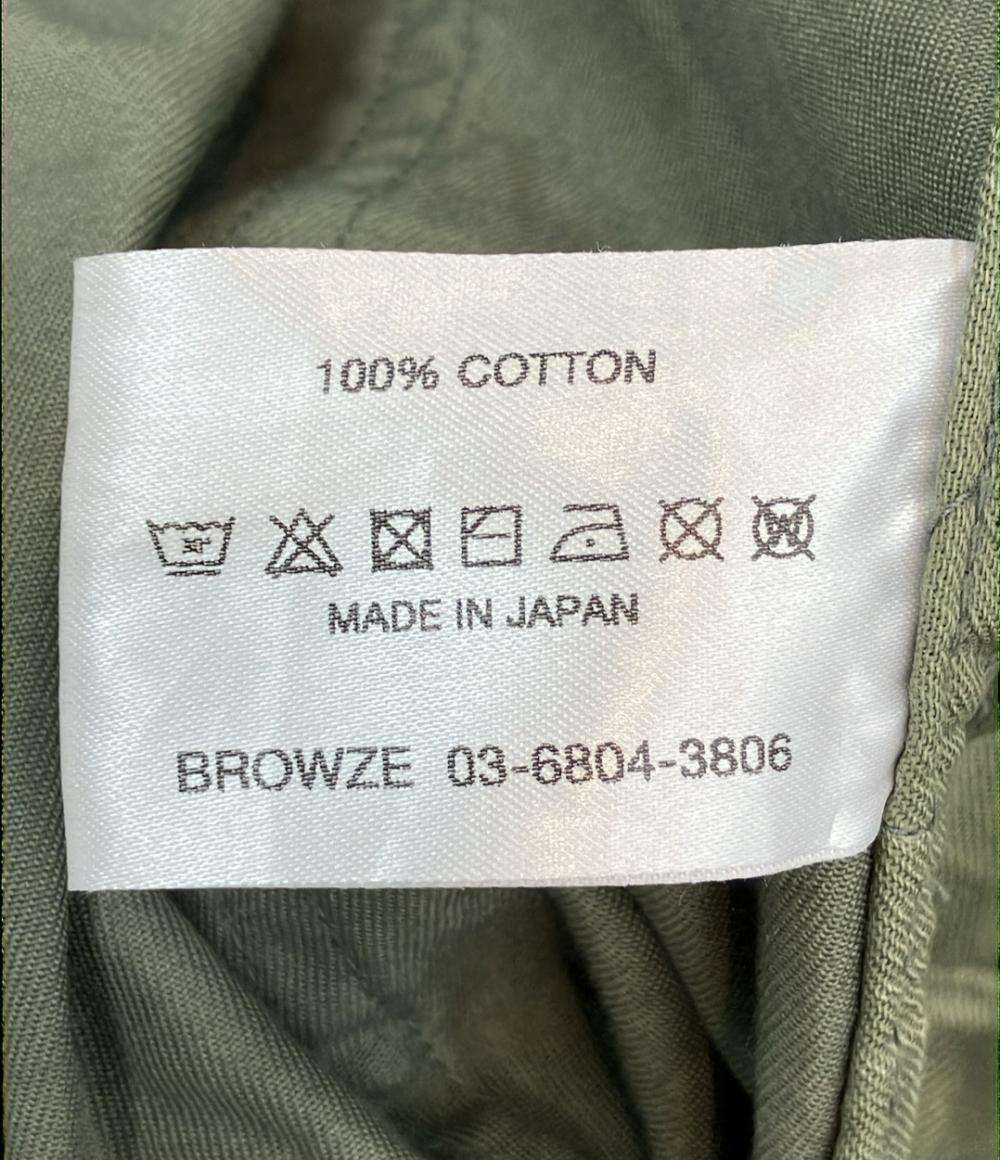 100% COTTON
MADE IN JAPAN
BROWZE 03-6804-3806